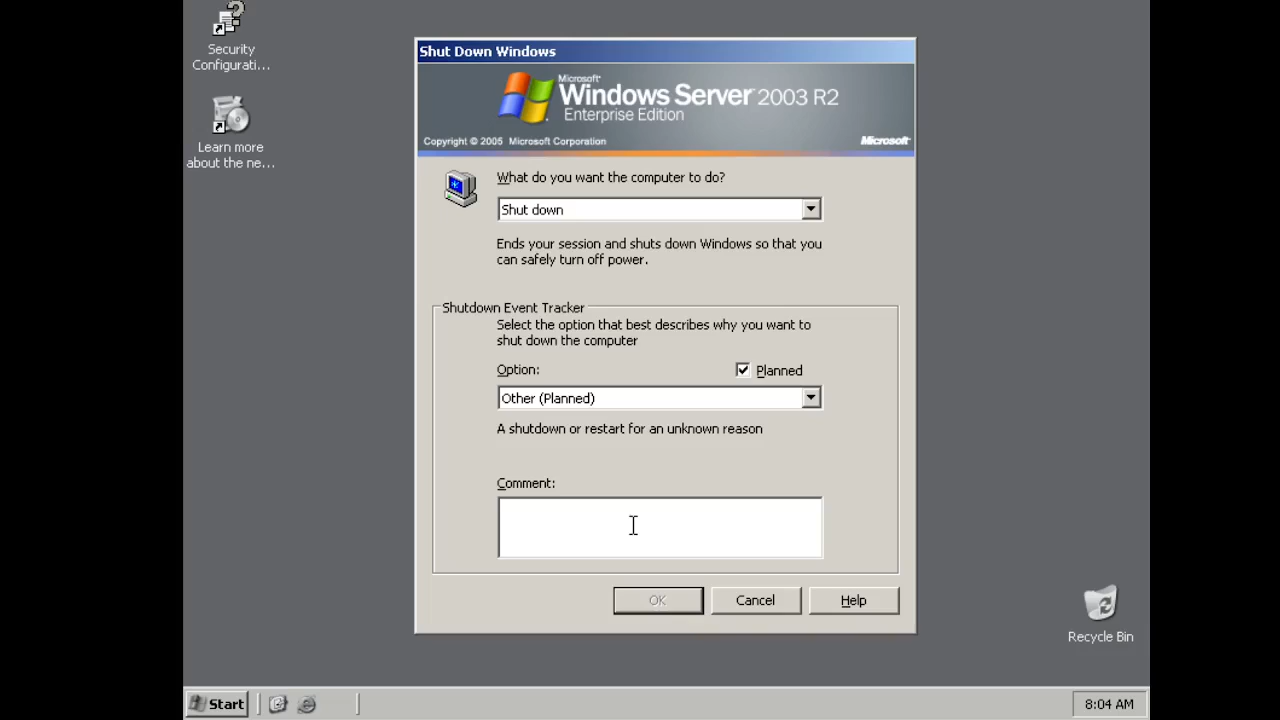 Security
Configurati...
Learn more
about the ne...
Shut Down Windows
Microsoft
Windows Server 2003 R2
Enterprise Edition
Copyright © 2005 Microsoft Corporation
Microsoft
What do you want the computer to do?
Shut down
Ends your session and shuts down Windows so that you
can safely turn off power.
Shutdown Event Tracker
Select the option that best describes why you want to
shut down the computer
Option:
Planned
Other (Planned)
A shutdown or restart for an unknown reason
Comment:
OK
Cancel
Help
Recycle Bin
Start
8:04 AM